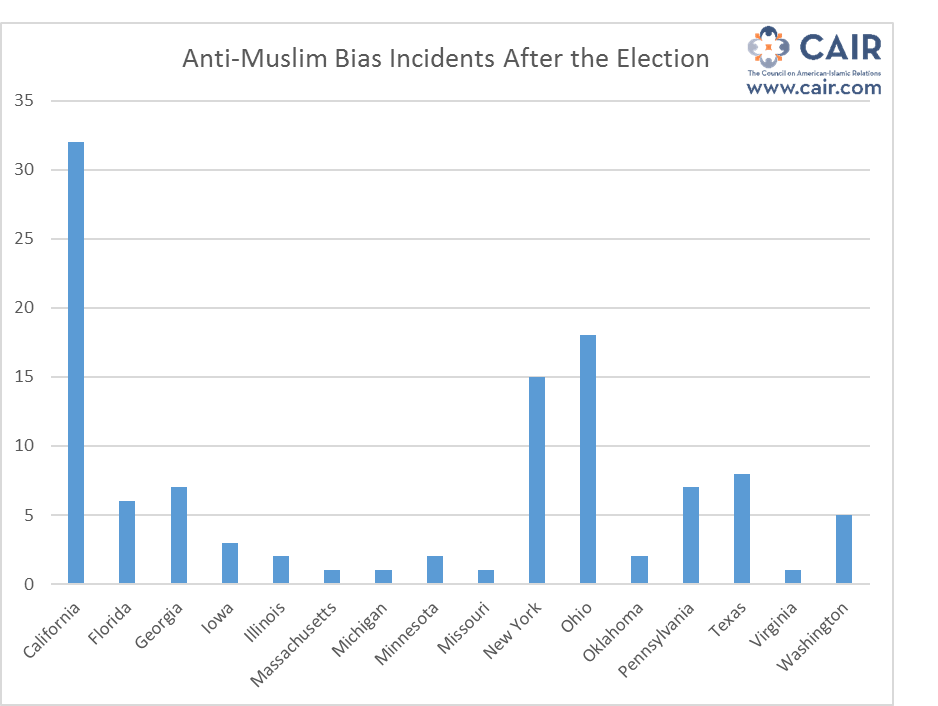 Anti-Muslim Bias Incidents After the Election
CAIR
The Council on American-Islamic Relations
www.cair.com
35
30
25
20
15
10
5
0
California
Florida
Georgia
Iowa
Illinois
Massachusetts
Michigan
Minnesota
Missouri
New York
Ohio
Oklahoma
Pennsylvania
Texas
Virginia
Washington